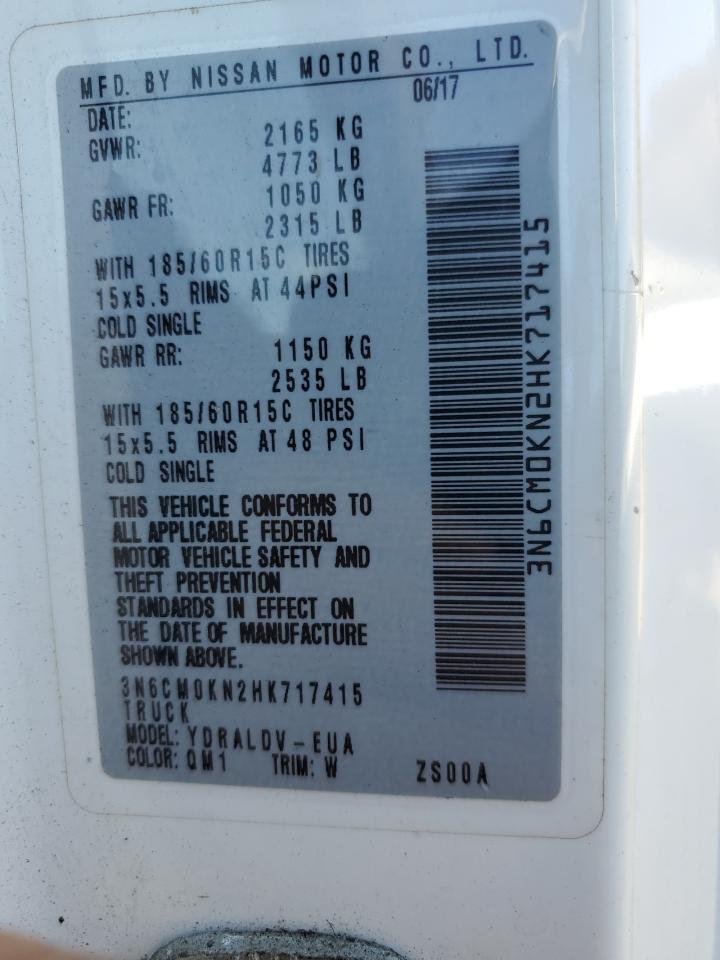 MFD. BY NISSAN MOTOR CO., LTD.
DATE: 06/17
GVWR: 2165 KG
4773 LB
GAWR FR: 1050 KG
2315 LB
WITH 185/60R15C TIRES
15x5.5 RIMS AT 44PSI
COLD SINGLE
GAWR RR: 1150 KG
2535 LB
WITH 185/60R15C TIRES
15x5.5 RIMS AT 48 PSI
COLD SINGLE
THIS VEHICLE CONFORMS TO
ALL APPLICABLE FEDERAL
MOTOR VEHICLE SAFETY AND
THEFT PREVENTION
STANDARDS IN EFFECT ON
THE DATE OF MANUFACTURE
SHOWN ABOVE.
3N6CM0KN2HK717415
TRUCK
MODEL: YDRALDV-EUA
COLOR: QM1 TRIM: W ZS00A
3N6CM0KN2HK717415